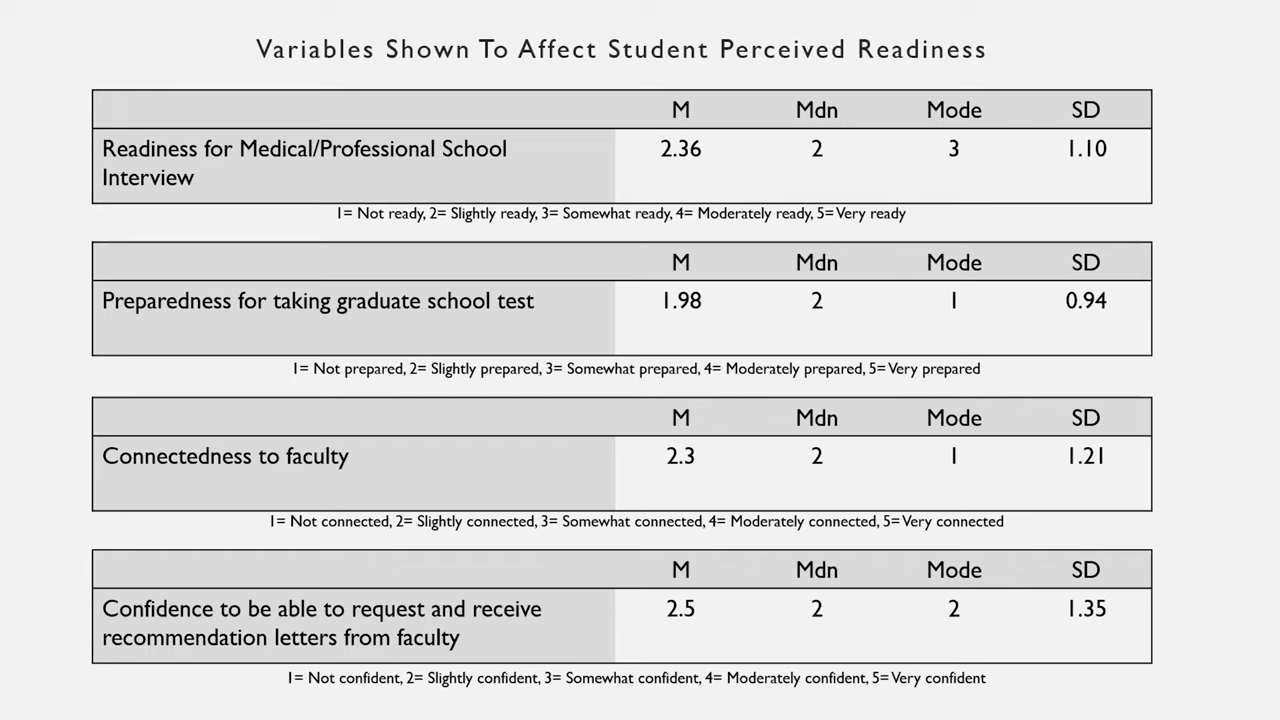 Variables Shown To Affect Student Perceived Readiness
M Mdn Mode SD
Readiness for Medical/Professional School Interview 2.36 2 3 1.10
1= Not ready, 2= Slightly ready, 3= Somewhat ready, 4= Moderately ready, 5= Very ready
M Mdn Mode SD
Preparedness for taking graduate school test 1.98 2 1 0.94
1= Not prepared, 2= Slightly prepared, 3= Somewhat prepared, 4= Moderately prepared, 5= Very prepared
M Mdn Mode SD
Connectedness to faculty 2.3 2 1 1.21
1= Not connected, 2= Slightly connected, 3= Somewhat connected, 4= Moderately connected, 5= Very connected
M Mdn Mode SD
Confidence to be able to request and receive recommendation letters from faculty 2.5 2 2 1.35
1= Not confident, 2= Slightly confident, 3= Somewhat confident, 4= Moderately confident, 5= Very confident